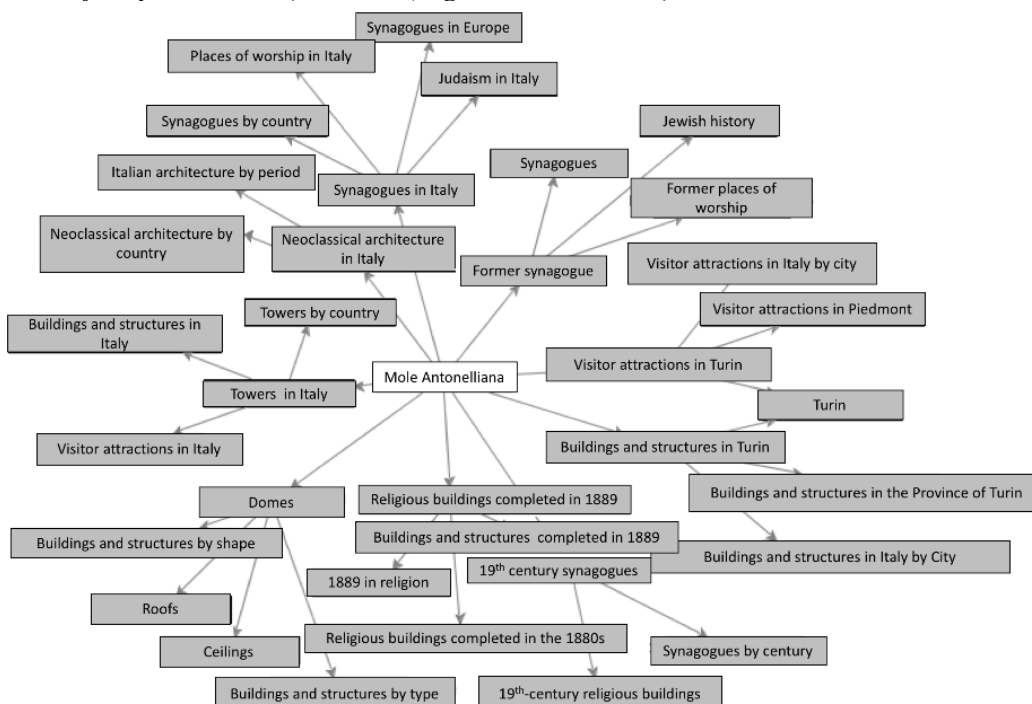 Synagogues in Europe
Places of worship in Italy
Judaism in Italy
Synagogues by country
Jewish history
Italian architecture by period
Synagogues
Synagogues in Italy
Former places of
worship
Neoclassical architecture by
country
Neoclassical architecture
in Italy
Former synagogue
Visitor attractions in Italy by city
Towers by country
Visitor attractions in Piedmont
Buildings and structures in
Italy
Visitor attractions in Turin
Mole Antonelliana
Towers in Italy
Turin
Visitor attractions in Italy
Buildings and structures in Turin
Domes
Religious buildings completed in 1889
Buildings and structures in the Province of Turin
Buildings and structures by shape
Buildings and structures completed in 1889
Buildings and structures in Italy by City
1889 in religion
19th century synagogues
Roofs
Religious buildings completed in the 1880s
Ceilings
Synagogues by century
Buildings and structures by type
19th-century religious buildings